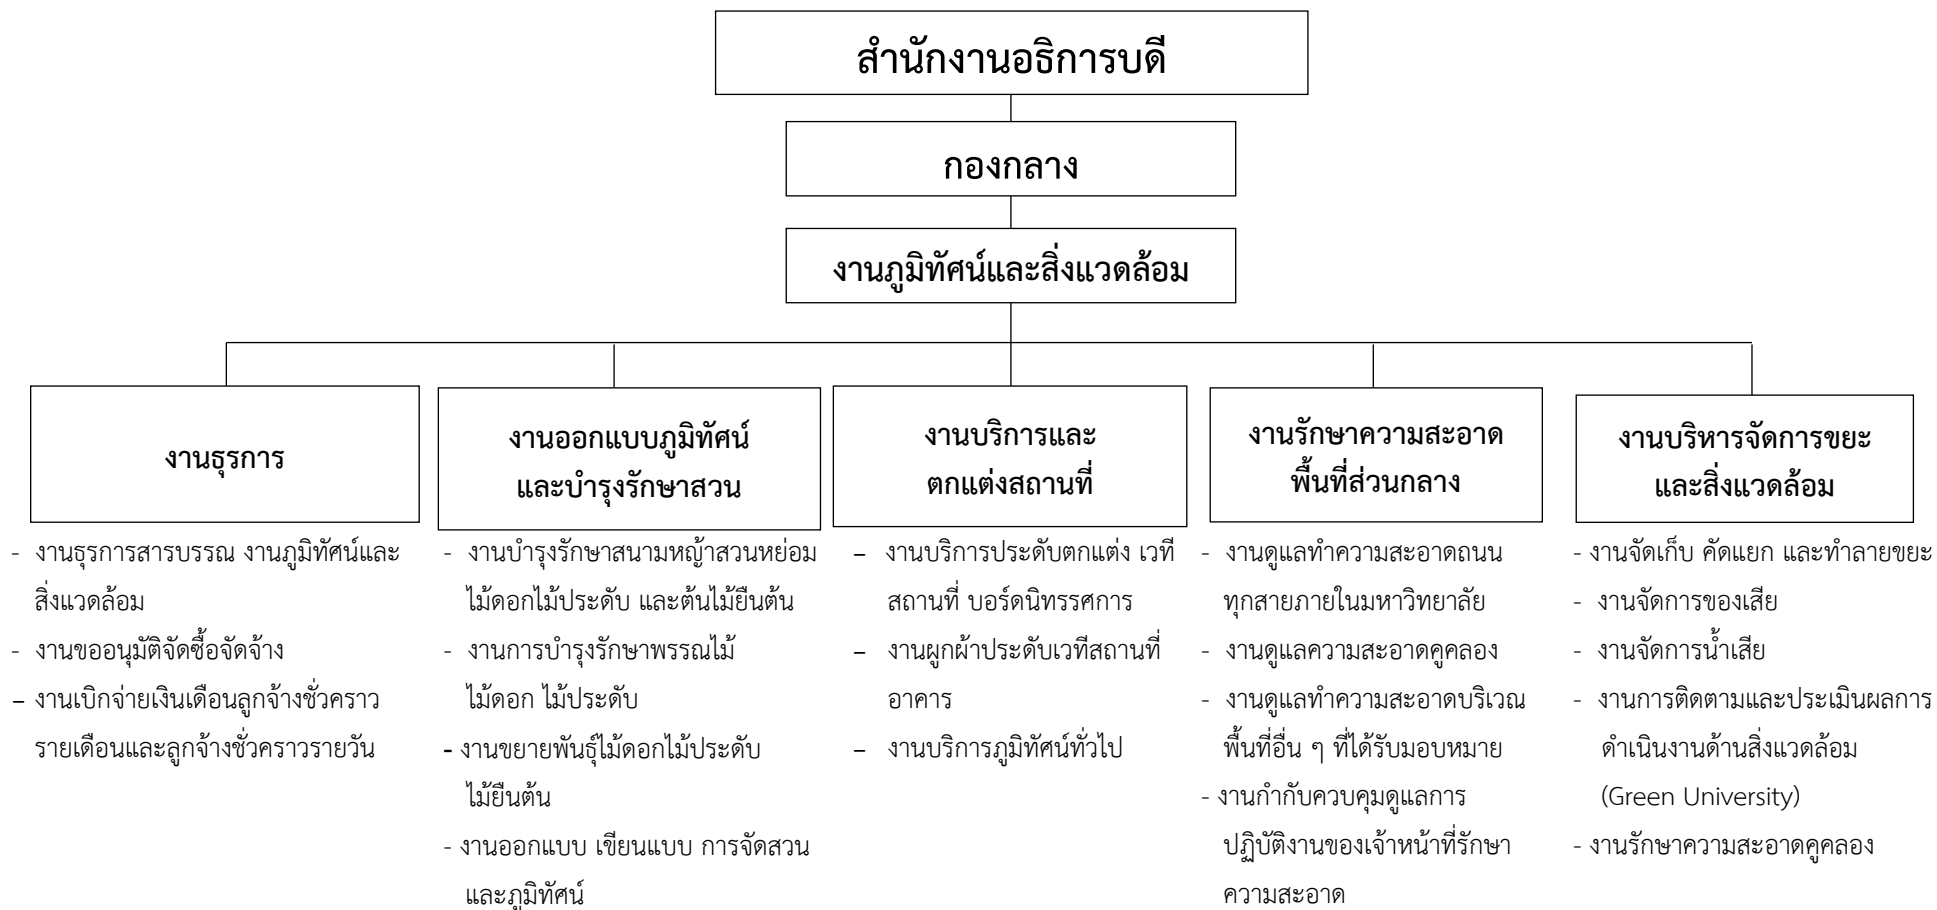 สำนักงานอธิการบดี
กองกลาง
งานภูมิทัศน์และสิ่งแวดล้อม
งานธุรการ
- งานธุรการสารบรรณ งานภูมิทัศน์และ
สิ่งแวดล้อม
- งานขออนุมัติจัดซื้อจัดจ้าง
- งานเบิกจ่ายเงินเดือนลูกจ้างชั่วคราว
รายเดือนและลูกจ้างชั่วคราวรายวัน
งานออกแบบภูมิทัศน์
และบำรุงรักษาสวน
- งานบำรุงรักษาสนามหญ้าสวนหย่อม
ไม้ดอกไม้ประดับ และต้นไม้ยืนต้น
- งานการบำรุงรักษาพรรณไม้
ไม้ดอก ไม้ประดับ
- งานขยายพันธุ์ไม้ดอกไม้ประดับ
ไม้ยืนต้น
- งานออกแบบ เขียนแบบ การจัดสวน
และภูมิทัศน์
งานบริการและ
ตกแต่งสถานที่
- งานบริการประดับตกแต่ง เวที
สถานที่ บอร์ดนิทรรศการ
- งานผูกผ้าประดับเวทีสถานที่
อาคาร
- งานบริการภูมิทัศน์ทั่วไป
งานรักษาความสะอาด
พื้นที่ส่วนกลาง
- งานดูแลทำความสะอาดถนน
ทุกสายภายในมหาวิทยาลัย
- งานดูแลความสะอาดคูคลอง
- งานดูแลทำความสะอาดบริเวณ
พื้นที่อื่น ๆ ที่ได้รับมอบหมาย
- งานกำกับควบคุมดูแลการ
ปฏิบัติงานของเจ้าหน้าที่รักษา
ความสะอาด
งานบริหารจัดการขยะ
และสิ่งแวดล้อม
- งานจัดเก็บ คัดแยก และทำลายขยะ
- งานจัดการของเสีย
- งานจัดการน้ำเสีย
- งานการติดตามและประเมินผลการ
ดำเนินงานด้านสิ่งแวดล้อม
(Green University)
- งานรักษาความสะอาดคูคลอง